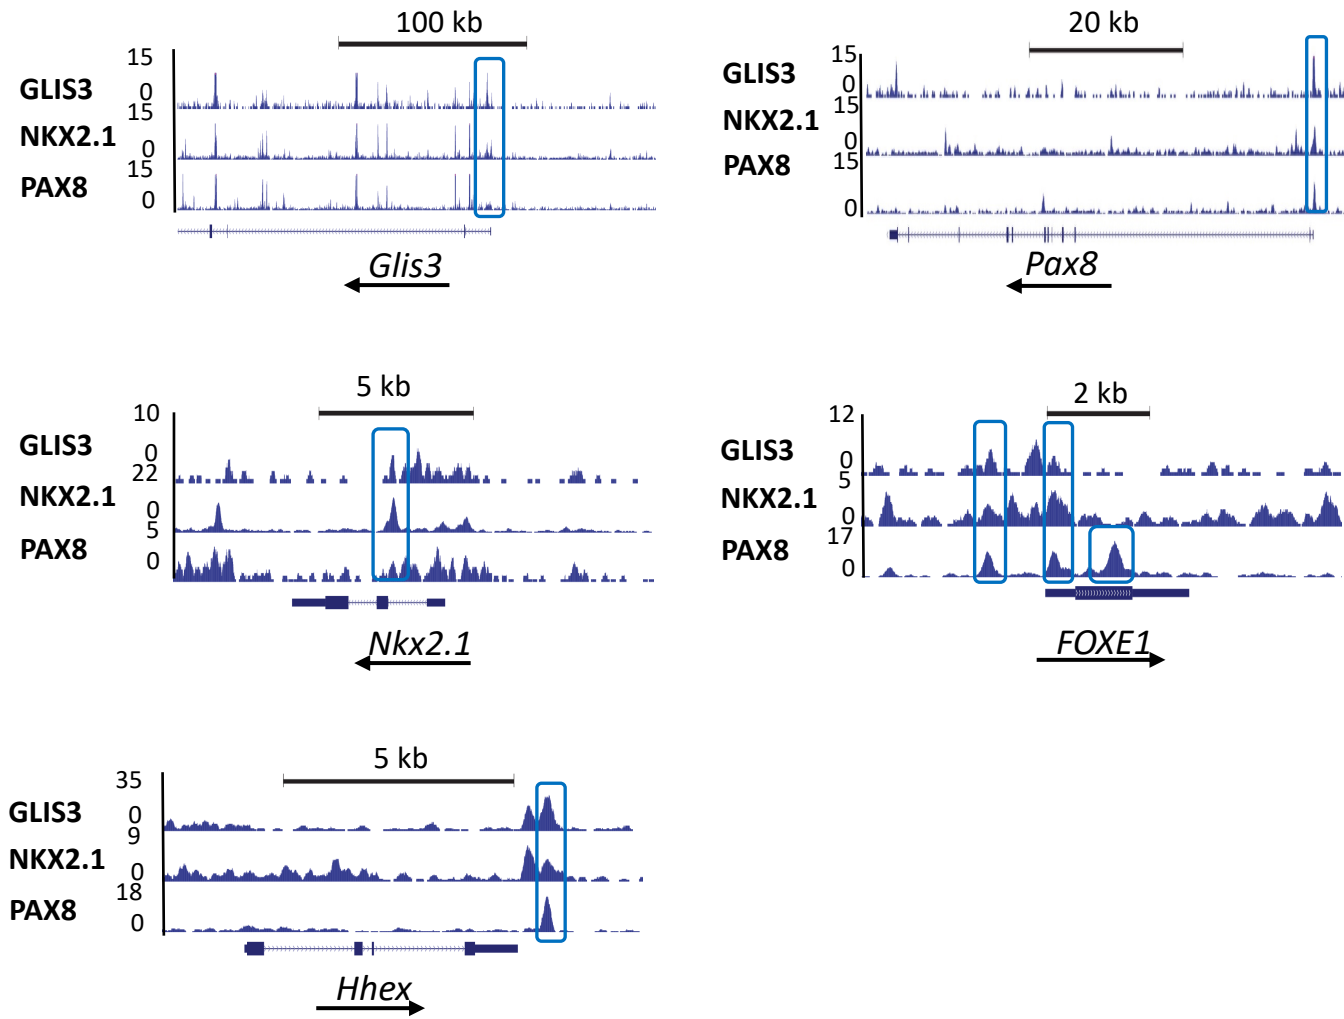 100 kb
15
GLIS3
0
15
NKX2.1
0
15
PAX8
0
Glis3
20 kb
15
GLIS3
0
15
NKX2.1
0
15
PAX8
0
Pax8
5 kb
10
GLIS3
0
22
NKX2.1
0
5
PAX8
0
Nkx2.1
2 kb
12
GLIS3
0
5
NKX2.1
0
17
PAX8
0
FOXE1
5 kb
35
GLIS3
0
9
NKX2.1
0
18
PAX8
0
Hhex